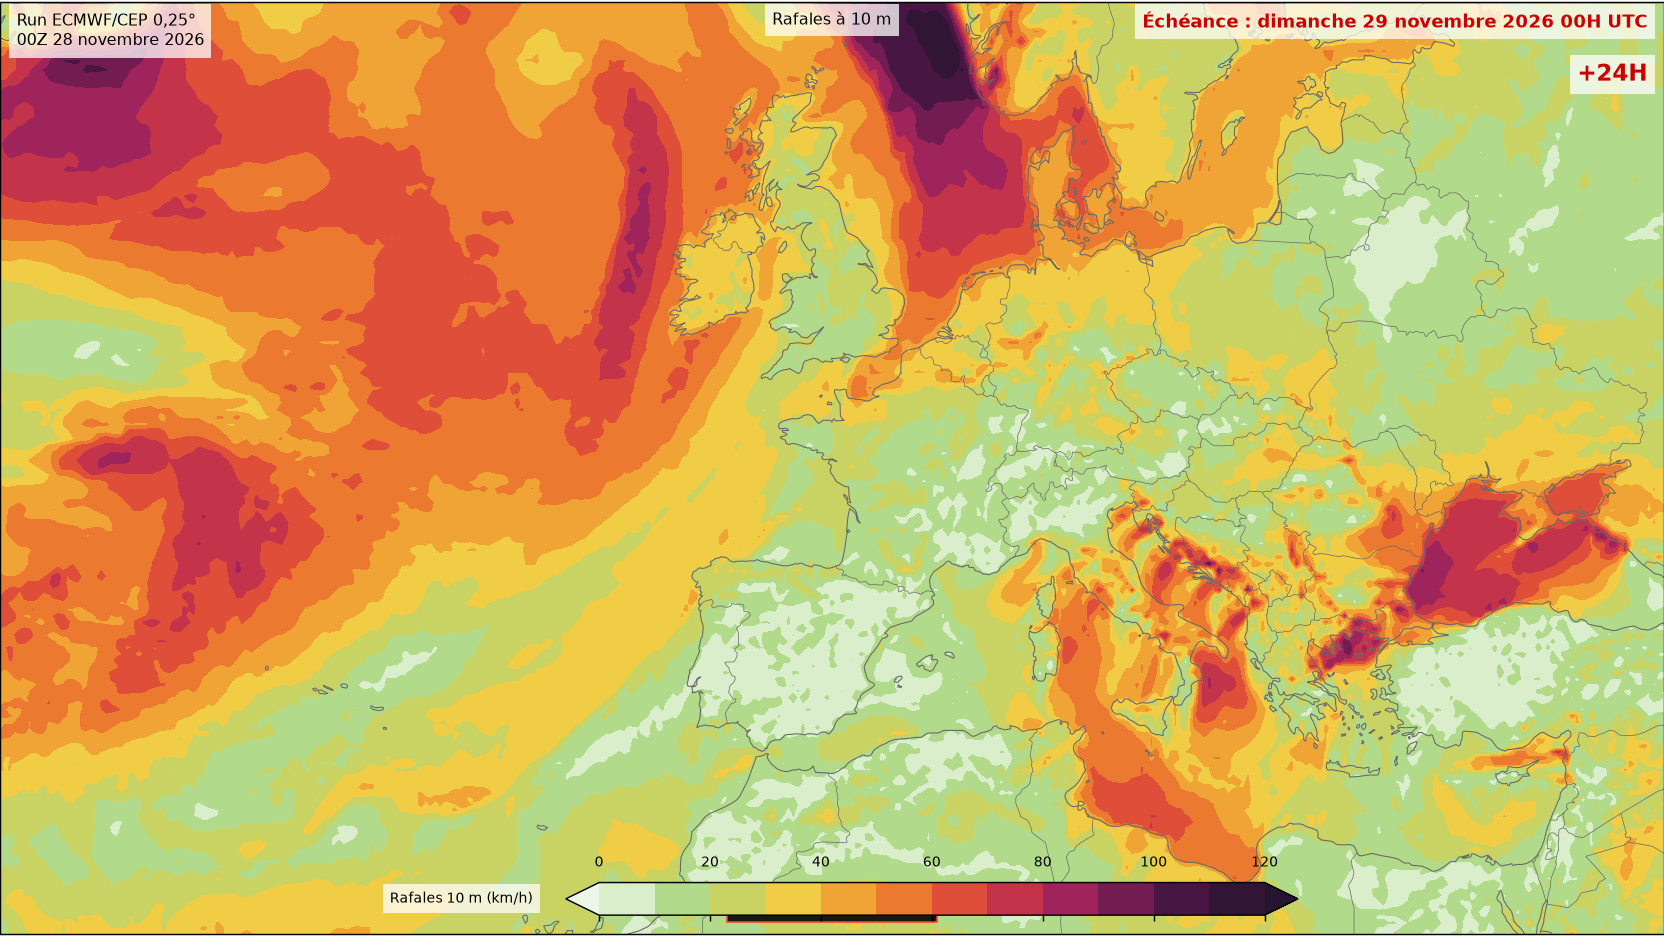 Run ECMWF/CEP 0,25°
00Z 28 novembre 2026
Rafales à 10 m
Échéance : dimanche 29 novembre 2026 00H UTC
+24H
0 20 40 60 80 100 120
Rafales 10 m (km/h)